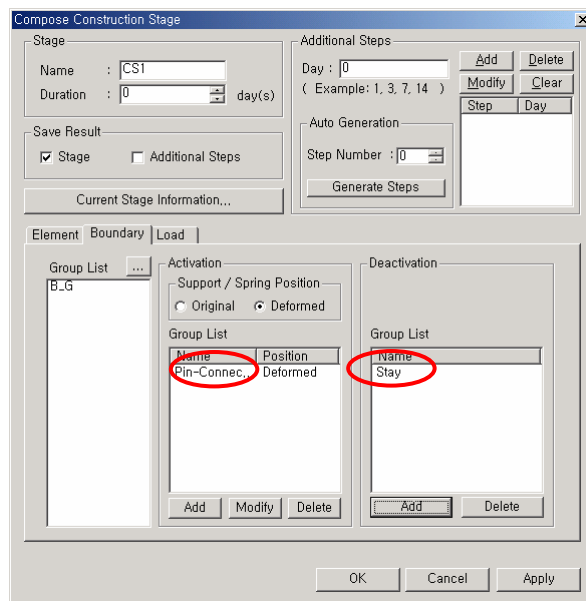 Compose Construction Stage
Stage
Name : CS1
Duration : 0 day(s)
Save Result
Stage Additional Steps
Current Stage Information...
Additional Steps
Day : 0
( Example: 1, 3, 7, 14 )
Add Delete
Modify Clear
Step Day
Auto Generation
Step Number : 0
Generate Steps
Element Boundary Load
Group List ...
B_G
Activation
Support / Spring Position
Original Deformed
Group List
Name Position
Pin-Connec... Deformed
Add Modify Delete
Deactivation
Group List
Name
Stay
Add Delete
OK Cancel Apply